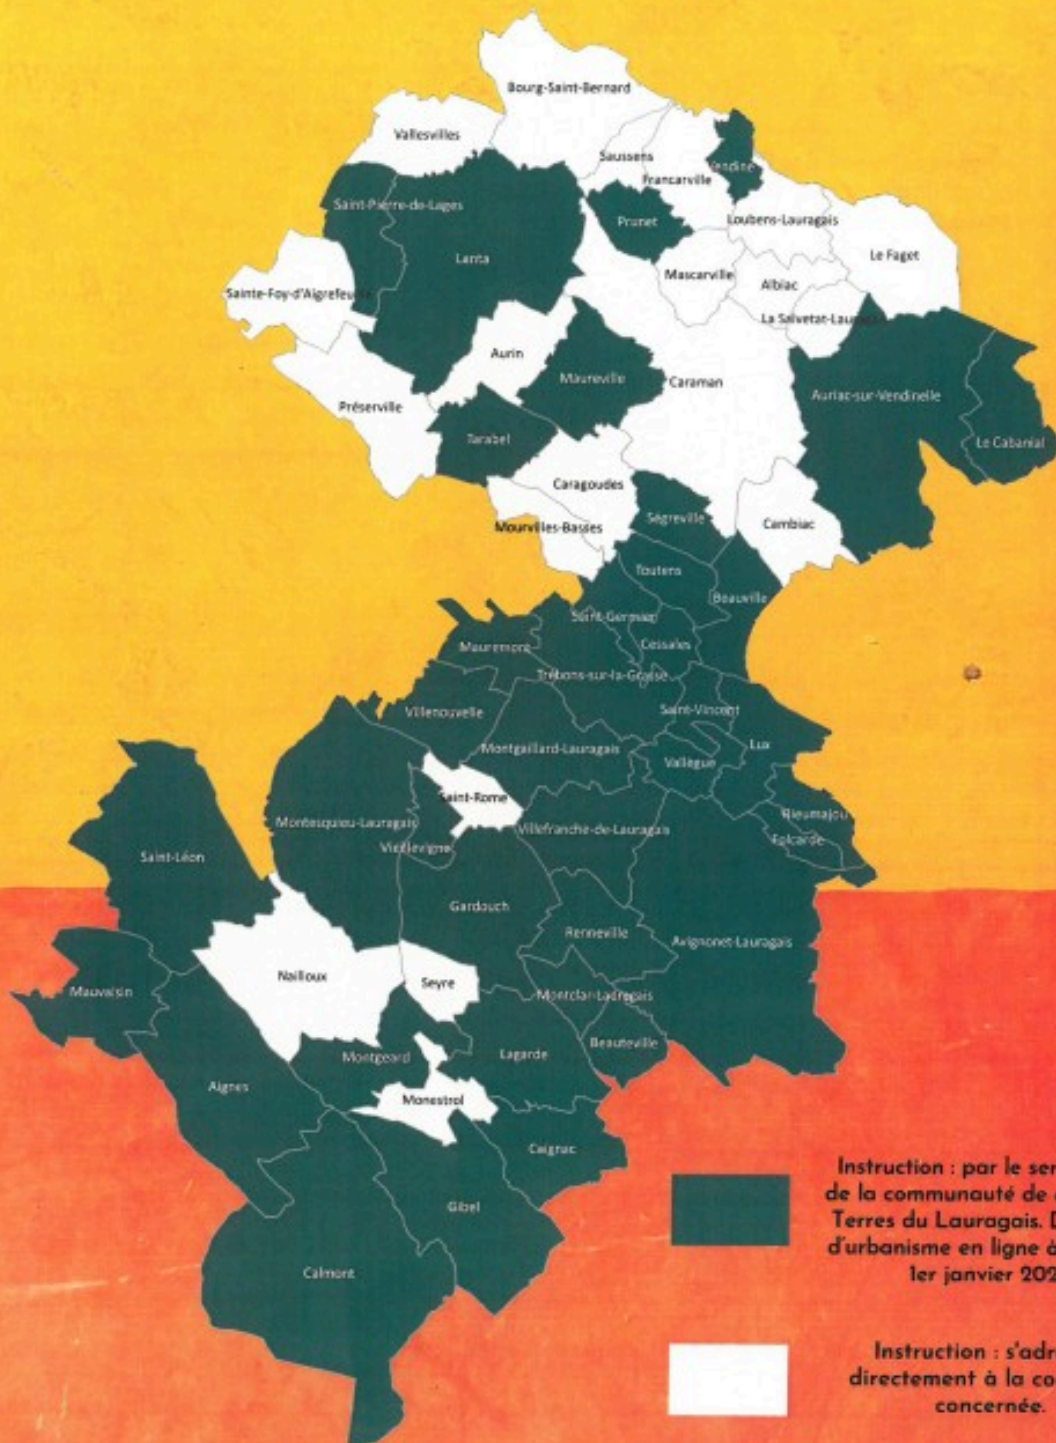 Bourg-Saint-Bernard
Vallesvilles
Saussens
Francarville
Vendine
Saint-Pierre-de-Lages
Prunet
Loubens-Lauragais
Lanta
Le Faget
Mascarville
Albiac
Sainte-Foy-d'Aigrefeuille
La Salvetat-Lauragais
Aurin
Maureville
Caraman
Auriac-sur-Vendinelle
Préserville
Tarabel
Le Cabanial
Caragoudes
Ségreville
Cambiac
Mourvilles-Basses
Toutens
Beauville
Saint-Germier
Mauremont
Cessales
Trébons-sur-la-Grasse
Villenouvelle
Saint-Vincent
Montgaillard-Lauragais
Lux
Vallègue
Saint-Rome
Rieumajou
Montesquieu-Lauragais
Villefranche-de-Lauragais
Folcarde
Vieillevigne
Saint-Léon
Gardouch
Renneville
Avignonet-Lauragais
Nailloux
Seyre
Mauvaisin
Montclar-Lauragais
Beauteville
Montgeard
Lagarde
Aignes
Monestrol
Caignac
Gibel
Calmont
Instruction : par le ser
de la communauté de
Terres du Lauragais.
d'urbanisme en ligne à
1er janvier 202
Instruction : s'adr
directement à la co
concernée.